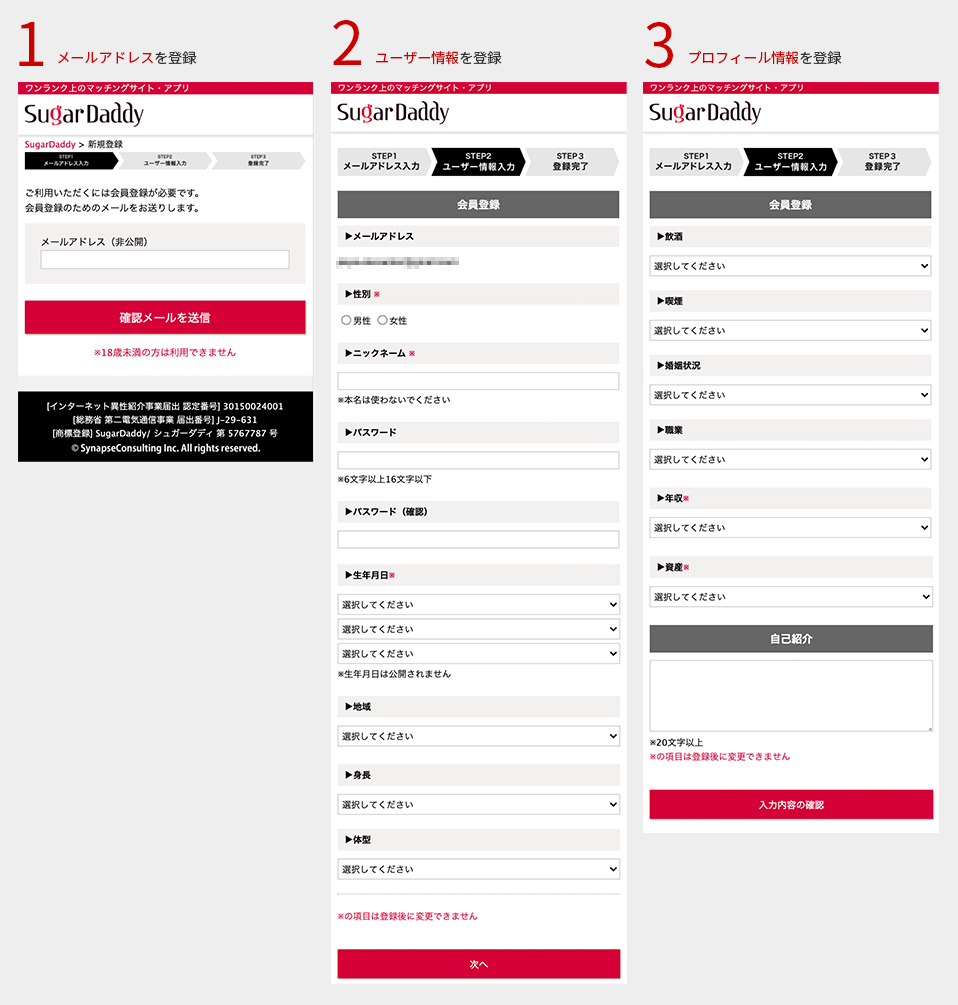 1 メールアドレスを登録
ワンランク上のマッチングサイト・アプリ
SugarDaddy
SugarDaddy > 新規登録
STEP1
メールアドレス入力
STEP2
ユーザー情報入力
STEP3
登録完了
ご利用いただくには会員登録が必要です。
会員登録のためのメールをお送りします。
メールアドレス（非公開）
確認メールを送信
※18歳未満の方は利用できません
[インターネット異性紹介事業届出 認定番号] 30150024001
[総務省 第二電気通信事業 届出番号] J-29-631
[商標登録] SugarDaddy/ シュガーダディ 第 5767787 号
© SynapseConsulting Inc. All rights reserved.
2 ユーザー情報を登録
ワンランク上のマッチングサイト・アプリ
SugarDaddy
STEP1
メールアドレス入力
STEP2
ユーザー情報入力
STEP3
登録完了
会員登録
▶メールアドレス
▶性別 ※
男性 女性
▶ニックネーム ※
※本名は使わないでください
▶パスワード
※6文字以上16文字以下
▶パスワード（確認）
▶生年月日※
選択してください
選択してください
選択してください
※生年月日は公開されません
▶地域
選択してください
▶身長
選択してください
▶体型
選択してください
※の項目は登録後に変更できません
次へ
3 プロフィール情報を登録
ワンランク上のマッチングサイト・アプリ
SugarDaddy
STEP1
メールアドレス入力
STEP2
ユーザー情報入力
STEP3
登録完了
会員登録
▶飲酒
選択してください
▶喫煙
選択してください
▶婚姻状況
選択してください
▶職業
選択してください
▶年収※
選択してください
▶資産※
選択してください
自己紹介
※20文字以上
※の項目は登録後に変更できません
入力内容の確認